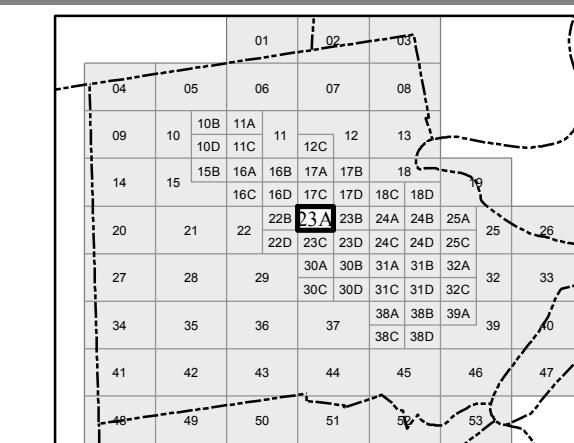 01 02 03
04 05 06 07 08
10B 11A
09 10 11 12 13
10D 11C 12C
15B 16A 16B 17A 17B 18
14 15 19
16C 16D 17C 17D 18C 18D
22B 23A 23B 24A 24B 25A
20 21 22 25 26
22D 23C 23D 24C 24D 25C
30A 30B 31A 31B 32A
27 28 29 32 33
30C 30D 31C 31D 32C
38A 38B 39A
34 35 36 37 39 40
38C 38D
41 42 43 44 45 46 47
48 49 50 51 52 53